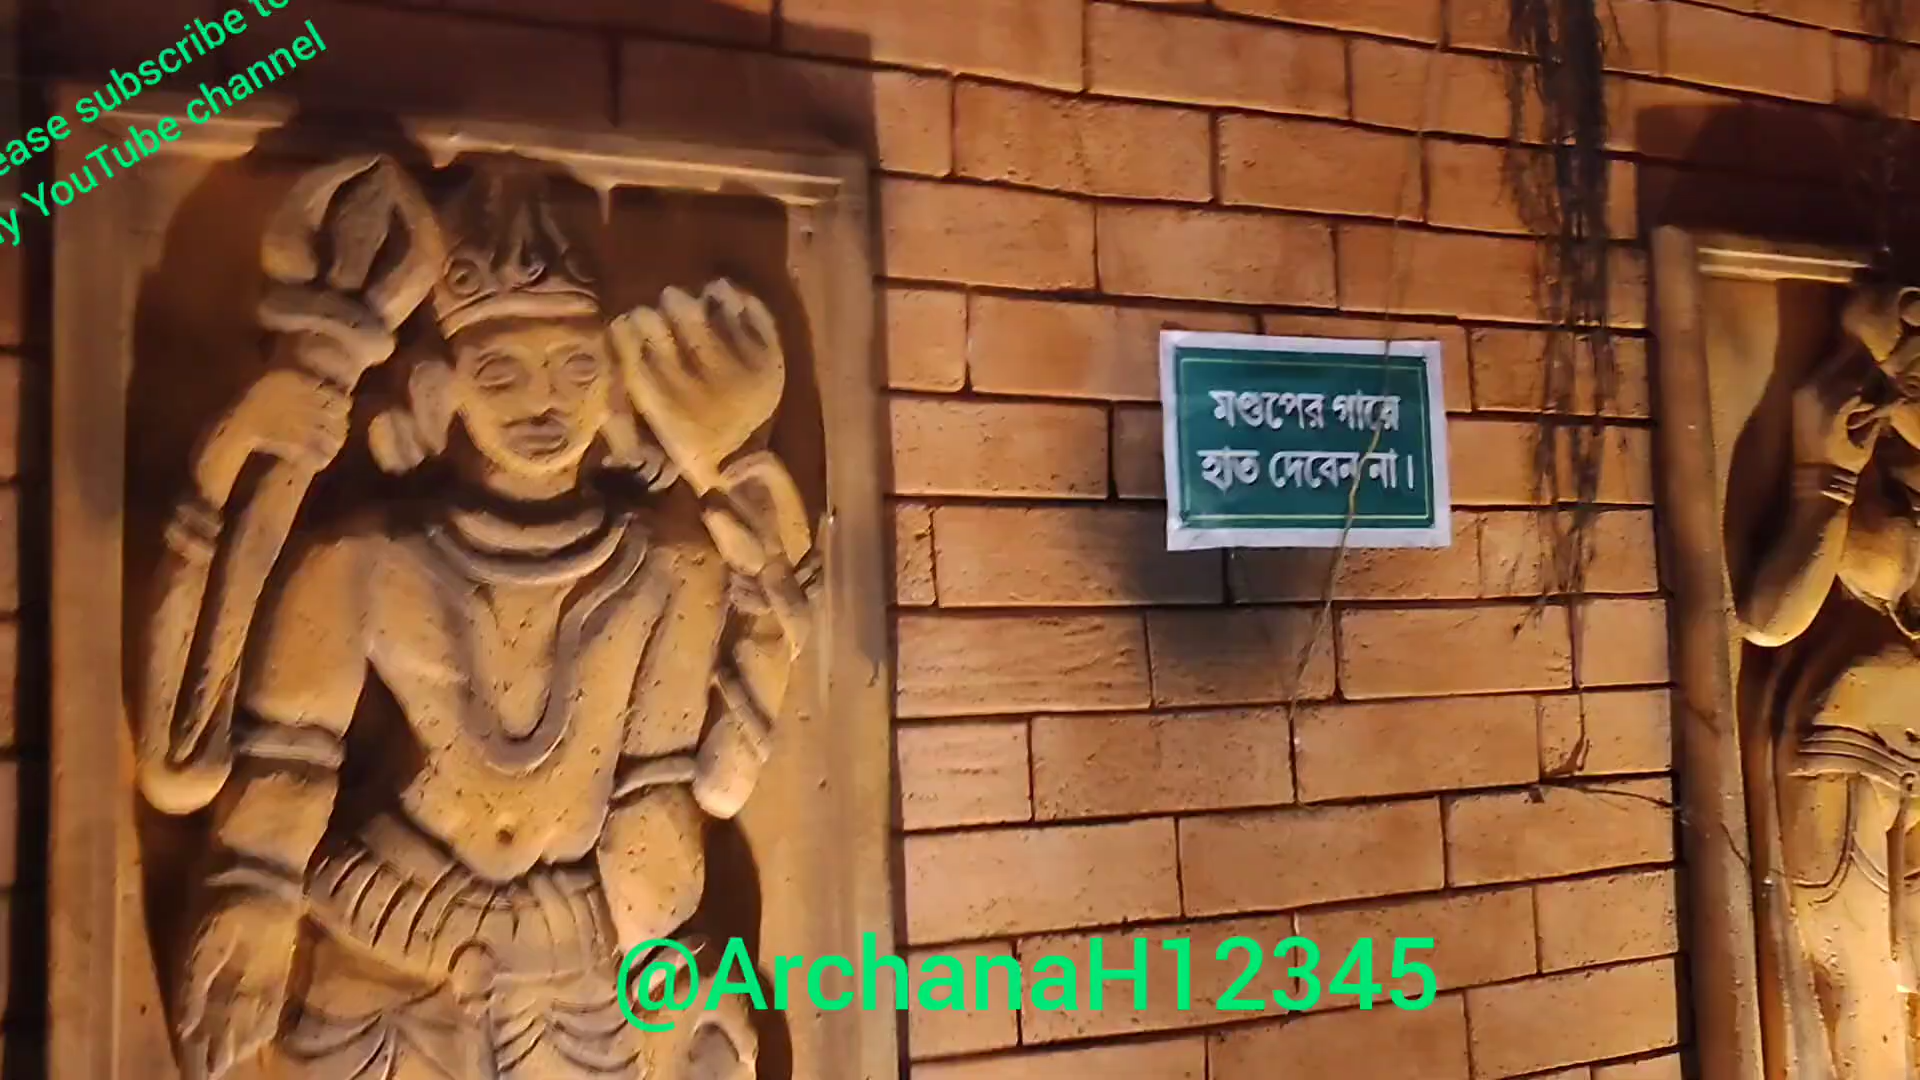 ease subscribe to
y YouTube channel
মণ্ডপের গায়ে
হাত দেবেন না।
@ArchanaH12345